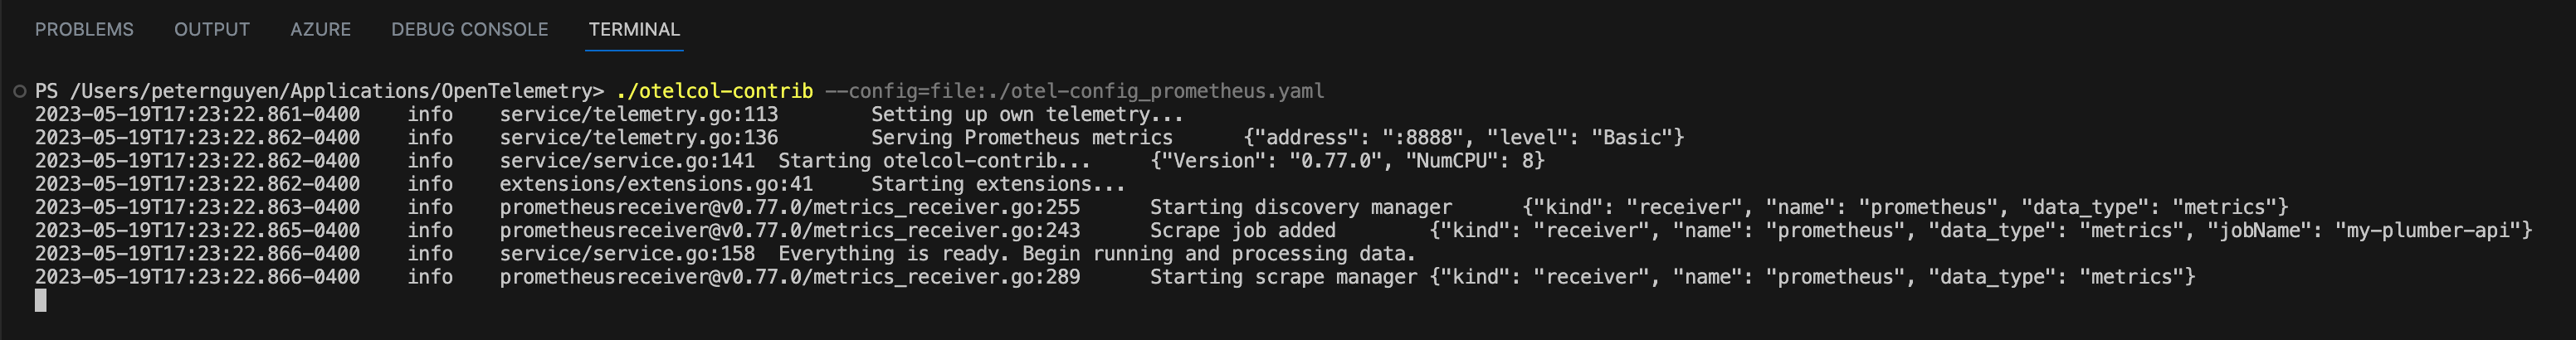 PROBLEMS OUTPUT AZURE DEBUG CONSOLE TERMINAL
PS /Users/peternguyen/Applications/OpenTelemetry> ./otelcol-contrib --config=file:./otel-config_prometheus.yaml
2023-05-19T17:23:22.861-0400 info service/telemetry.go:113 Setting up own telemetry...
2023-05-19T17:23:22.862-0400 info service/telemetry.go:136 Serving Prometheus metrics {"address": ":8888", "level": "Basic"}
2023-05-19T17:23:22.862-0400 info service/service.go:141 Starting otelcol-contrib... {"Version": "0.77.0", "NumCPU": 8}
2023-05-19T17:23:22.862-0400 info extensions/extensions.go:41 Starting extensions...
2023-05-19T17:23:22.863-0400 info prometheusreceiver@v0.77.0/metrics_receiver.go:255 Starting discovery manager {"kind": "receiver", "name": "prometheus", "data_type": "metrics"}
2023-05-19T17:23:22.865-0400 info prometheusreceiver@v0.77.0/metrics_receiver.go:243 Scrape job added {"kind": "receiver", "name": "prometheus", "data_type": "metrics", "jobName": "my-plumber-api"}
2023-05-19T17:23:22.866-0400 info service/service.go:158 Everything is ready. Begin running and processing data.
2023-05-19T17:23:22.866-0400 info prometheusreceiver@v0.77.0/metrics_receiver.go:289 Starting scrape manager {"kind": "receiver", "name": "prometheus", "data_type": "metrics"}